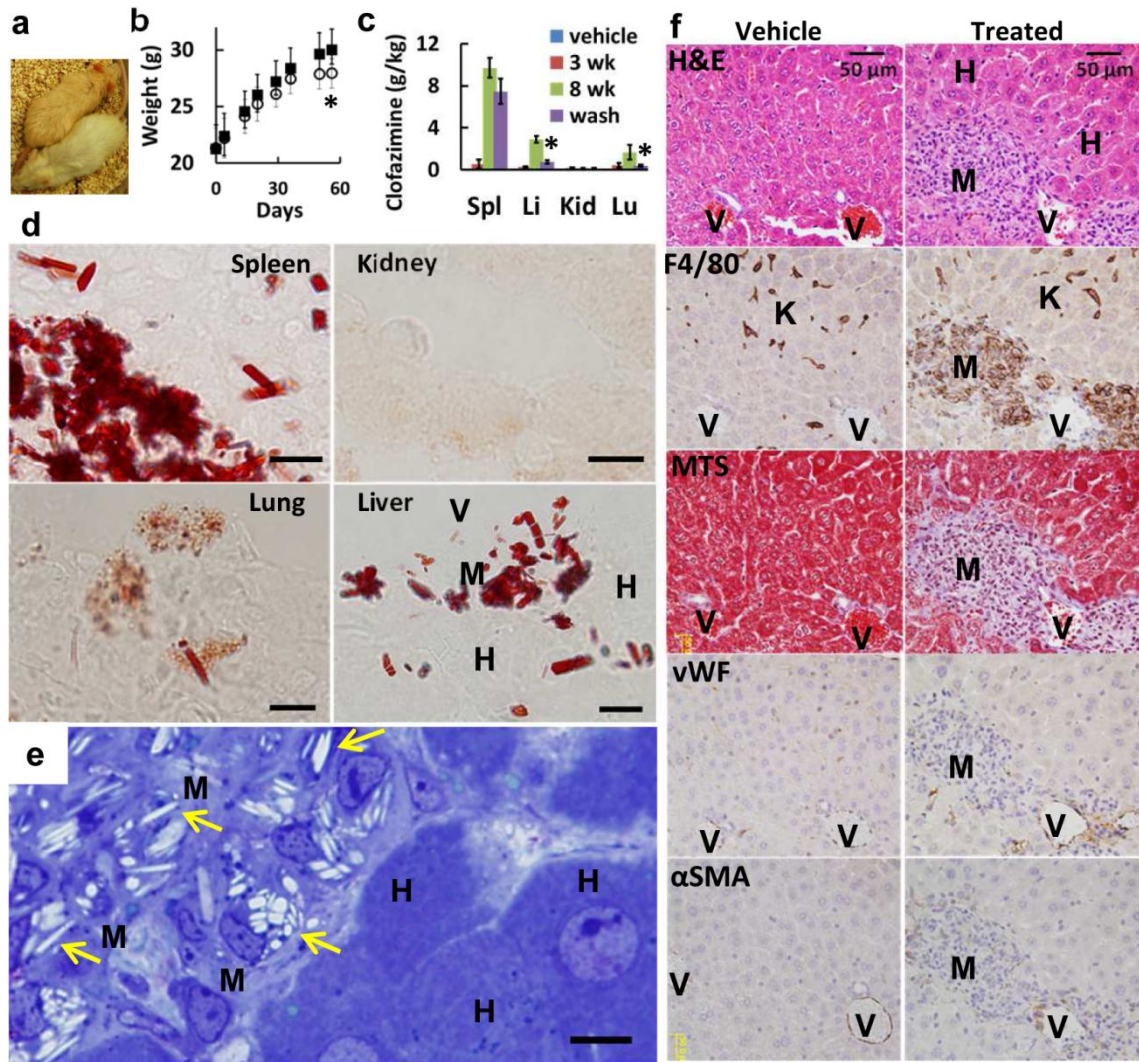 a
b
Weight (g)
30
25
20
0
30
60
Days
*
c
Clofazimine (g/kg)
12
8
4
0
vehicle
3 wk
8 wk
wash
*
*
Spl Li Kid Lu
d
Spleen
Kidney
Lung
Liver
V
M
H
H
e
M
M
M
M
H
H
H
f
Vehicle Treated
H&E
50 µm
50 µm
H
H
M
V
V
V
F4/80
K
K
M
V
V
V
MTS
M
V
V
V
vWF
M
V
V
V
αSMA
M
V
V
V